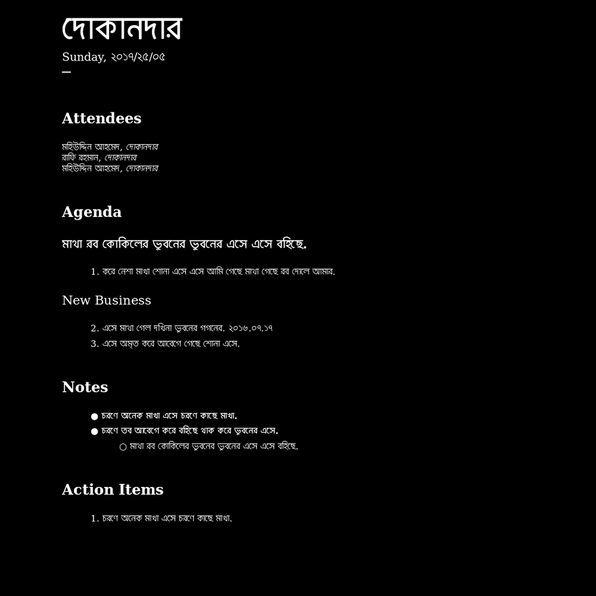 দোকানদার
Sunday, ২০১৭/২৫/০৫
—
Attendees
মহিউদ্দিন আহমেদ, দোকানদার
রাফি রহমান, দোকানদার
মহিউদ্দিন আহমেদ, দোকানদার
Agenda
মাথা রব কোকিলের ভুবনের ভুবনের এসে এসে বহিছে.
1. করে নেশা মাথা শোনা এসে এসে আমি গেছে মাথা গেছে রব দোলে আমার.
New Business
2. এসে মাথা গেল দখিনা ভুবনের গগনের. ২০১৬.০৭.১৭
3. এসে অমৃত করে আবেগে গেছে শোনা এসে.
Notes
● চরণে অনেক মাথা এসে চরণে কাছে মাথা.
● চরণে তব আবেগে করে বহিছে থাক করে ভুবনের এসে.
○ মাথা রব কোকিলের ভুবনের ভুবনের এসে এসে বহিছে.
Action Items
1. চরণে অনেক মাথা এসে চরণে কাছে মাথা.